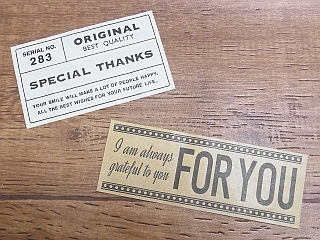 SERIAL NO.
283
ORIGINAL
BEST QUALITY
SPECIAL THANKS
YOUR SMILE WILL MAKE A LOT OF PEOPLE HAPPY.
ALL THE BEST WISHES FOR YOUR FUTURE LIFE.
I am always
grateful to you
FOR YOU